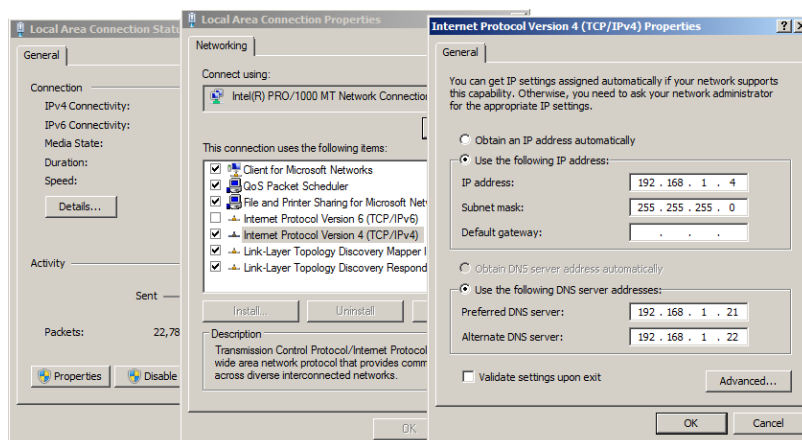 Local Area Connection Statu
General
Connection
IPv4 Connectivity:
IPv6 Connectivity:
Media State:
Duration:
Speed:
Details...
Activity
Sent
Packets: 22,78
Properties Disable
Local Area Connection Properties
Networking
Connect using:
Intel(R) PRO/1000 MT Network Connection
This connection uses the following items:
Client for Microsoft Networks
QoS Packet Scheduler
File and Printer Sharing for Microsoft Net
Internet Protocol Version 6 (TCP/IPv6)
Internet Protocol Version 4 (TCP/IPv4)
Link-Layer Topology Discovery Mapper I
Link-Layer Topology Discovery Respond
Install... Uninstall
Description
Transmission Control Protocol/Internet Protocol
wide area network protocol that provides comm
across diverse interconnected networks.
OK
Internet Protocol Version 4 (TCP/IPv4) Properties
General
You can get IP settings assigned automatically if your network supports
this capability. Otherwise, you need to ask your network administrator
for the appropriate IP settings.
Obtain an IP address automatically
Use the following IP address:
IP address: 192 . 168 . 1 . 4
Subnet mask: 255 . 255 . 255 . 0
Default gateway: . . .
Obtain DNS server address automatically
Use the following DNS server addresses:
Preferred DNS server: 192 . 168 . 1 . 21
Alternate DNS server: 192 . 168 . 1 . 22
Validate settings upon exit
Advanced...
OK Cancel